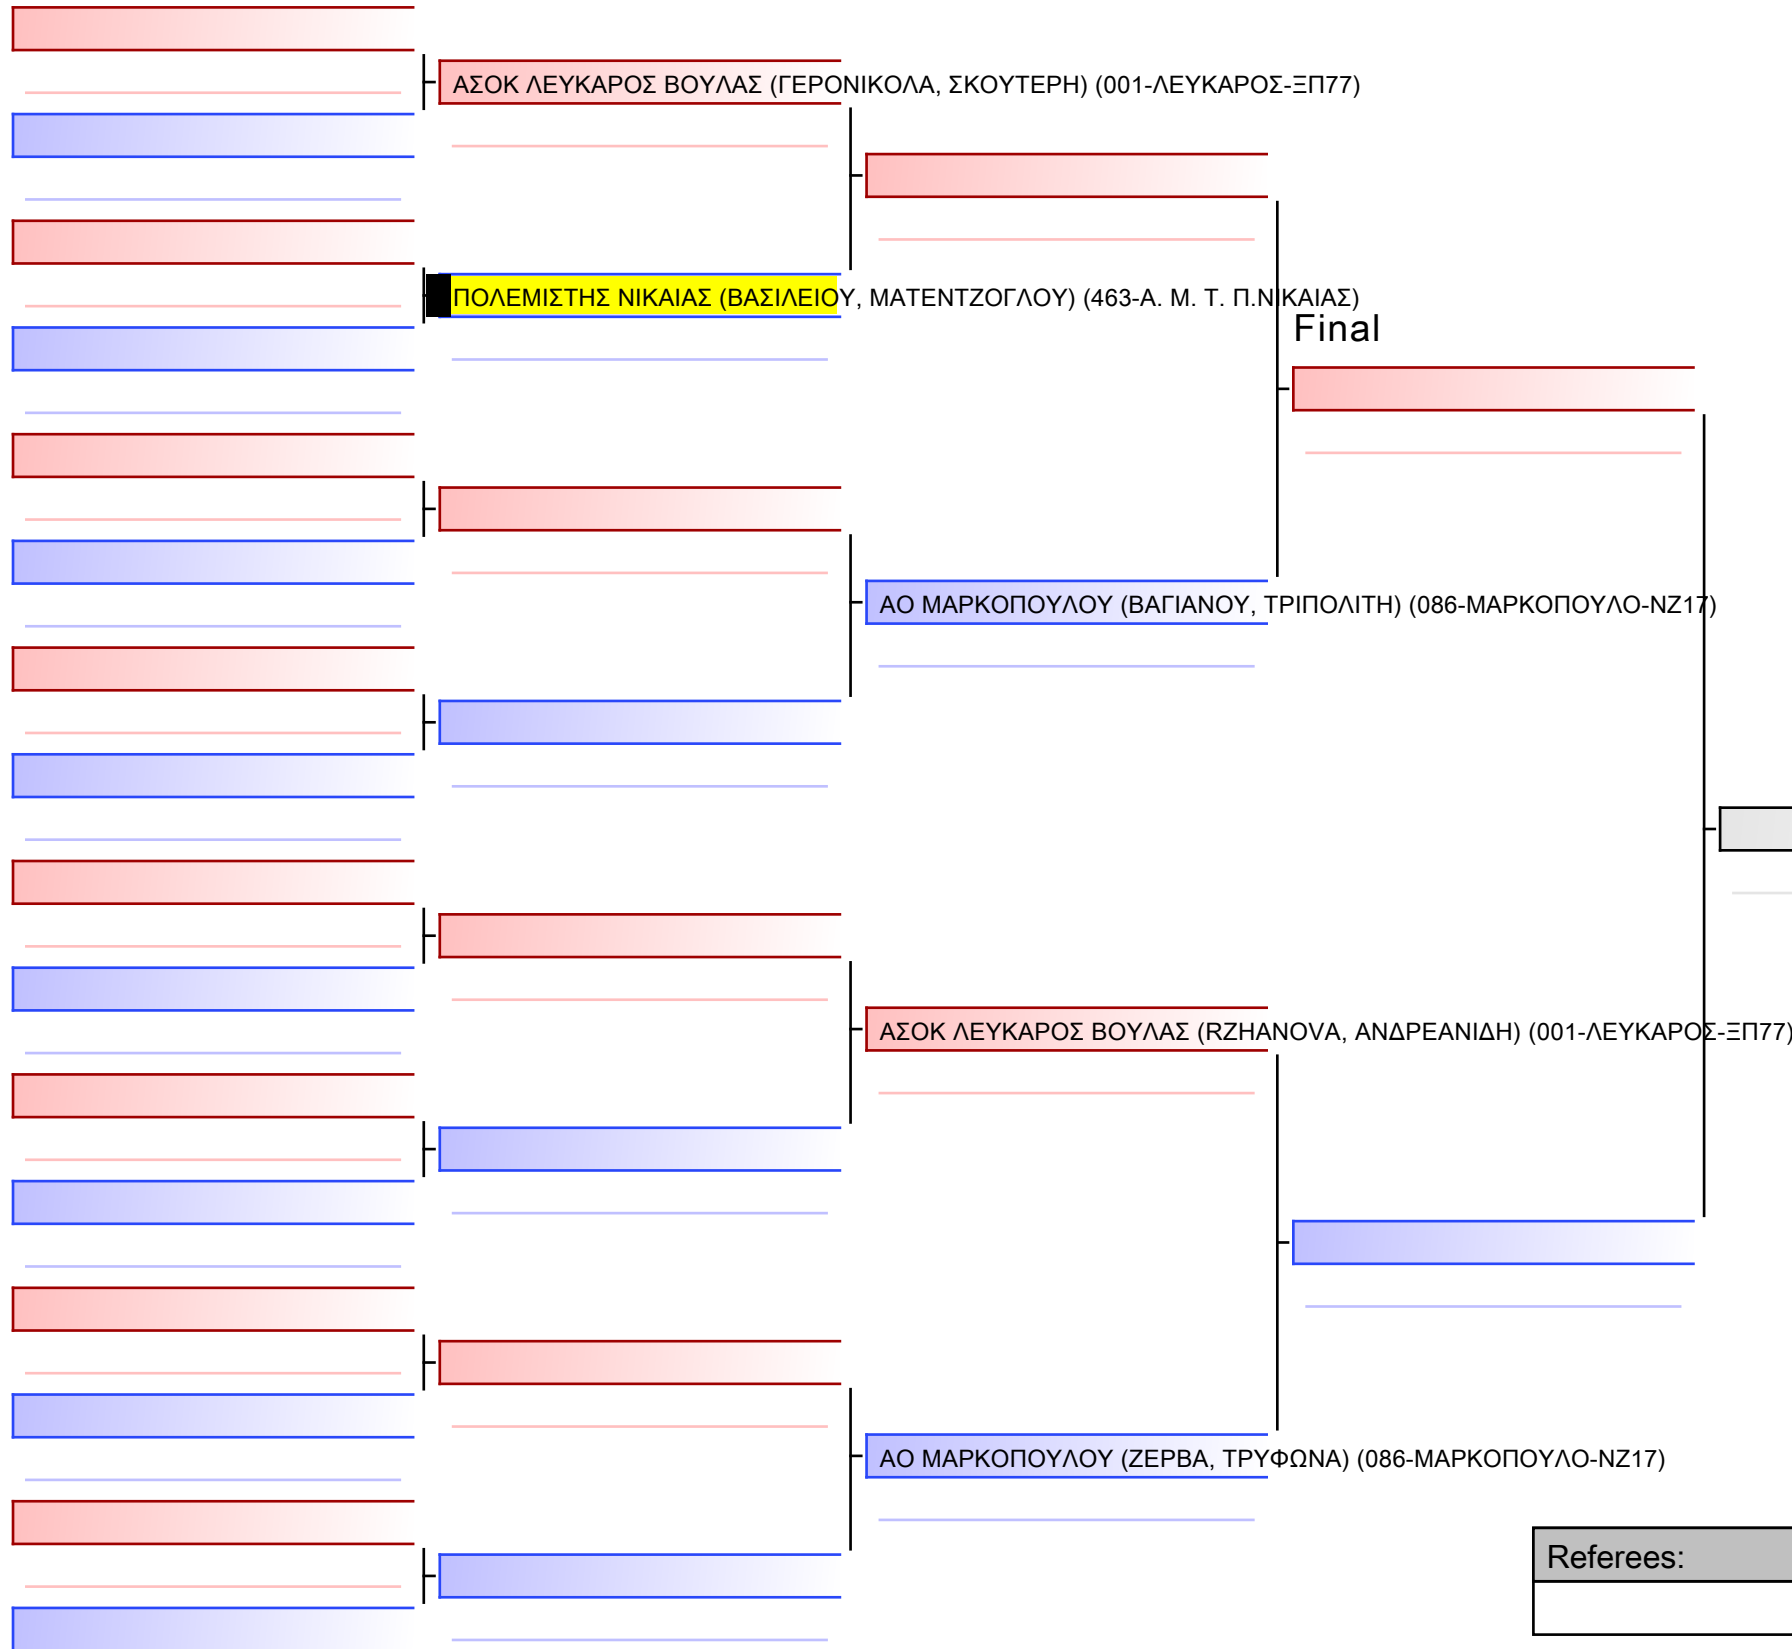 ΑΣΟΚ ΛΕΥΚΑΡΟΣ ΒΟΥΛΑΣ (ΓΕΡΟΝΙΚΟΛΑ, ΣΚΟΥΤΕΡΗ) (001-ΛΕΥΚΑΡΟΣ-ΞΠ77)
ΠΟΛΕΜΙΣΤΗΣ ΝΙΚΑΙΑΣ (ΒΑΣΙΛΕΙΟΥ, ΜΑΤΕΝΤΖΟΓΛΟΥ) (463-Α. Μ. Τ. Π.ΝΙΚΑΙΑΣ)
Final
ΑΟ ΜΑΡΚΟΠΟΥΛΟΥ (ΒΑΓΙΑΝΟΥ, ΤΡΙΠΟΛΙΤΗ) (086-ΜΑΡΚΟΠΟΥΛΟ-ΝΖ17)
ΑΣΟΚ ΛΕΥΚΑΡΟΣ ΒΟΥΛΑΣ (RZHANOVA, ΑΝΔΡΕΑΝΙΔΗ) (001-ΛΕΥΚΑΡΟΣ-ΞΠ77)
ΑΟ ΜΑΡΚΟΠΟΥΛΟΥ (ΖΕΡΒΑ, ΤΡΥΦΩΝΑ) (086-ΜΑΡΚΟΠΟΥΛΟ-ΝΖ17)
Referees: